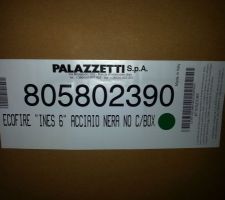 PALAZZETTI S.p.A.
805802390
ECOFIRE "INES 6" ACCIAIO NERA NO C/BOX